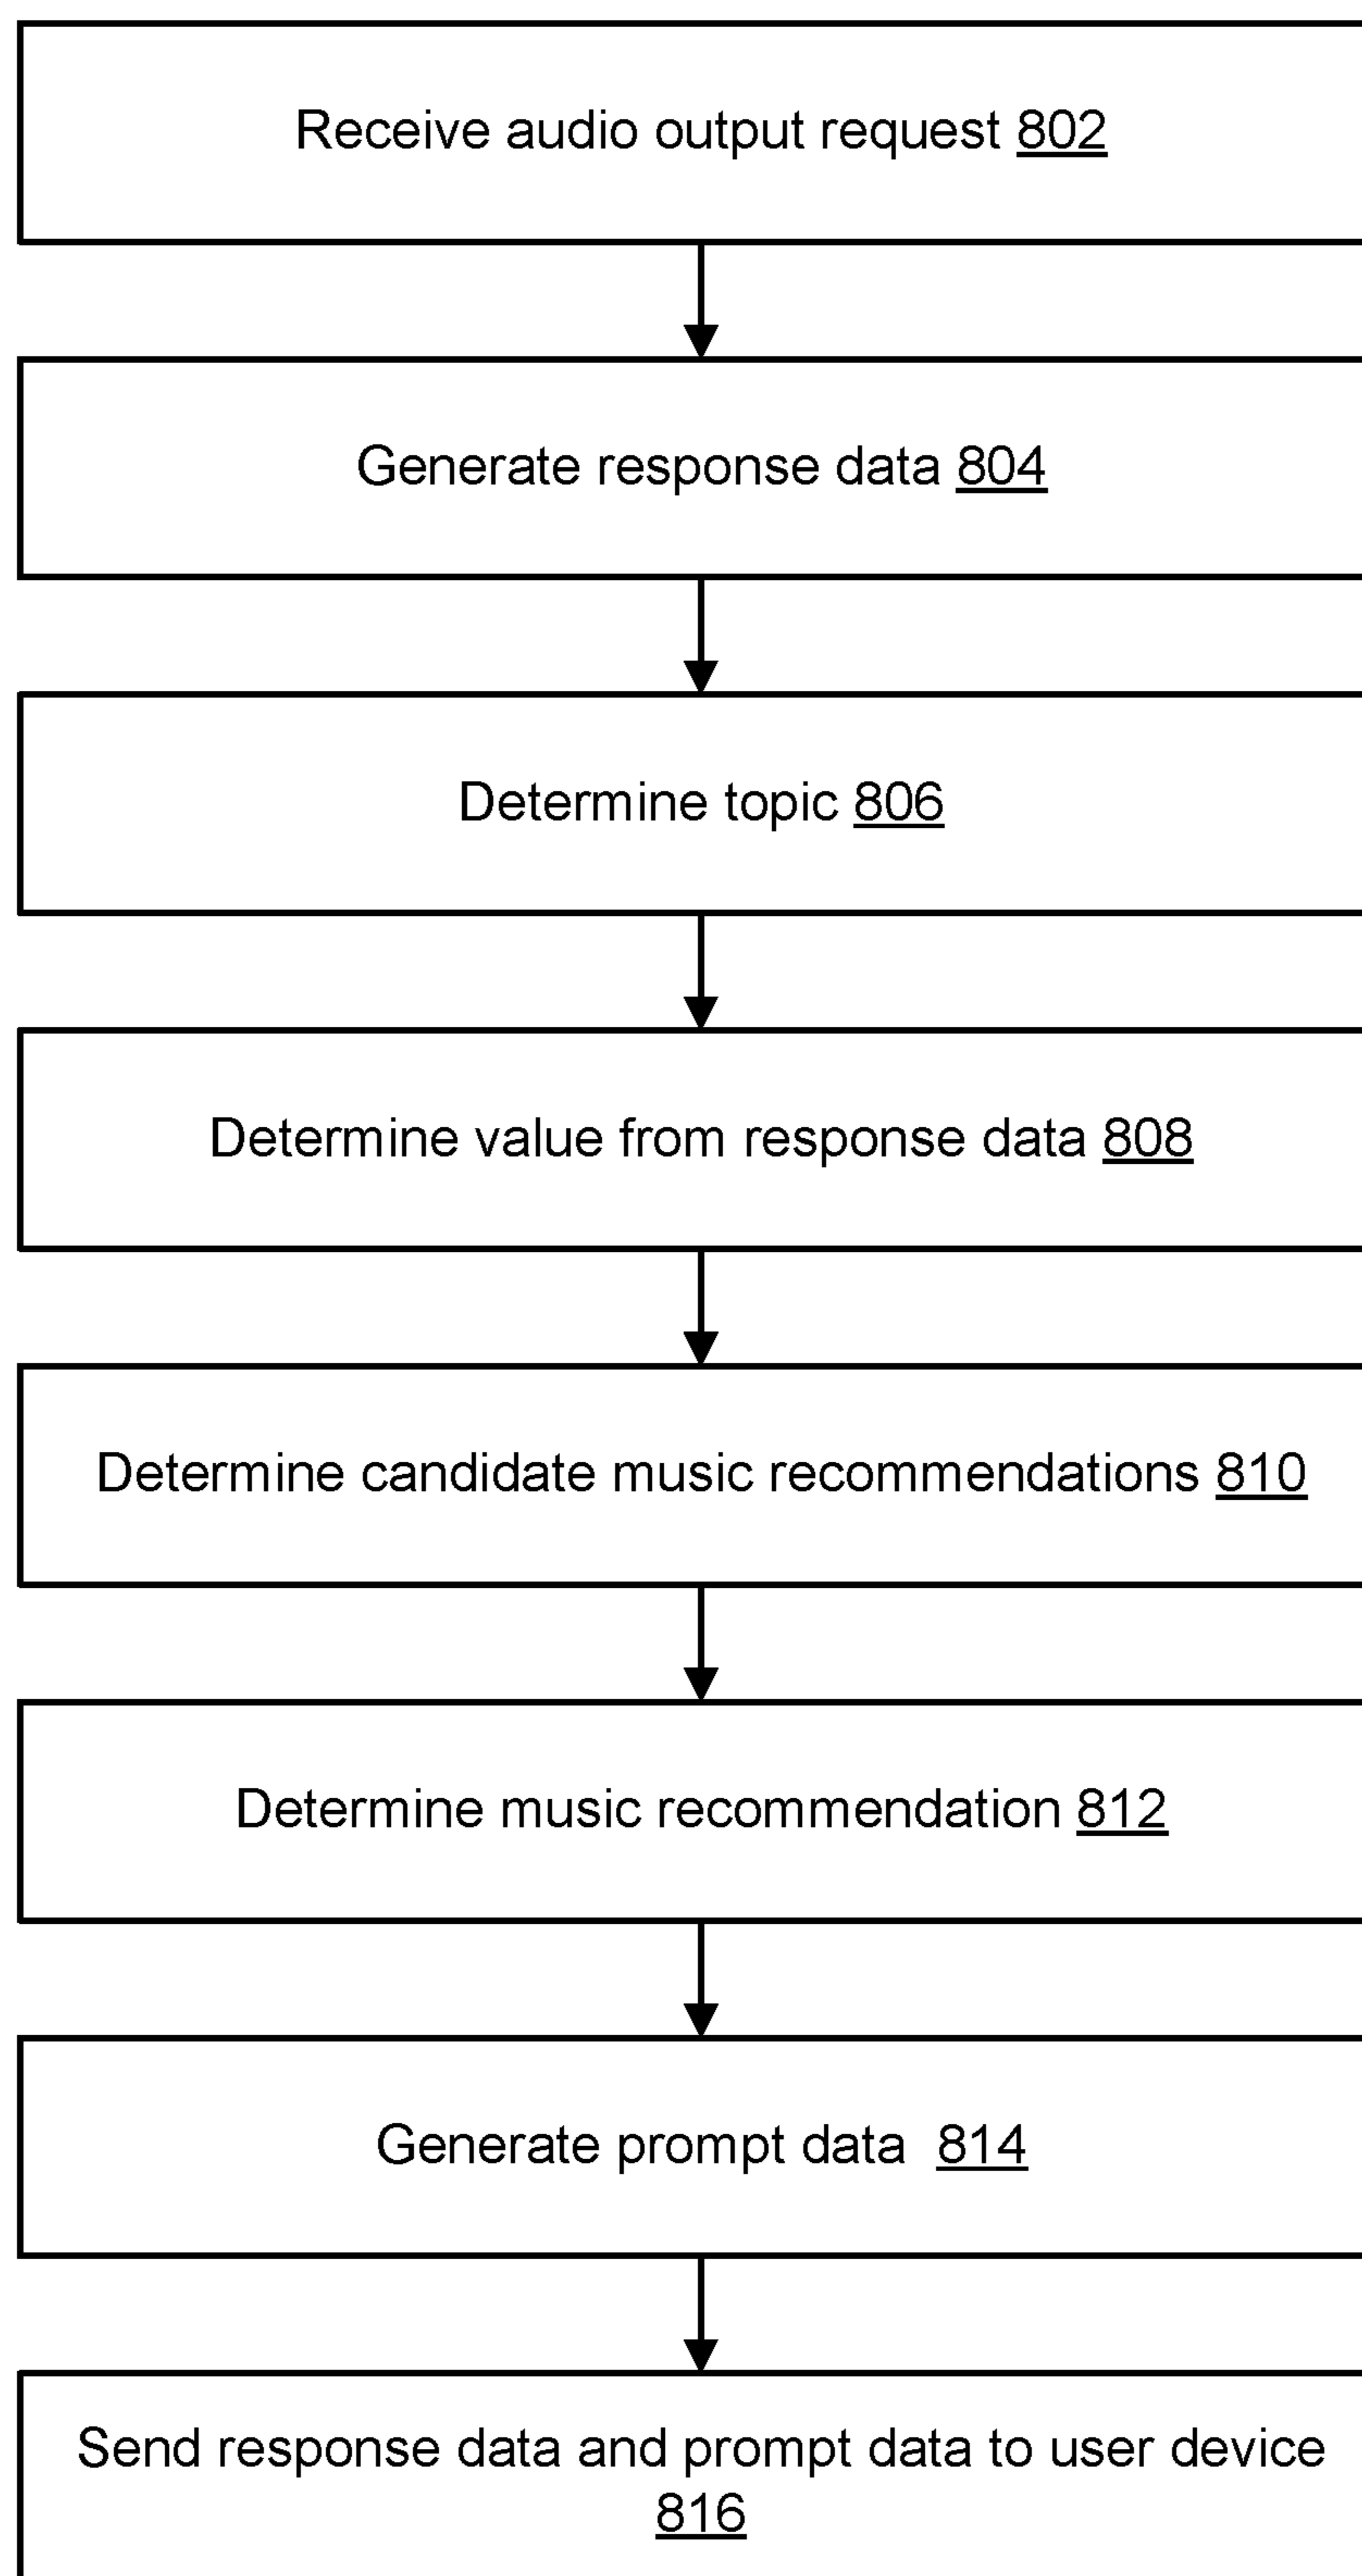 Receive audio output request 802
Generate response data 804
Determine topic 806
Determine value from response data 808
Determine candidate music recommendations 810
Determine music recommendation 812
Generate prompt data 814
Send response data and prompt data to user device
816